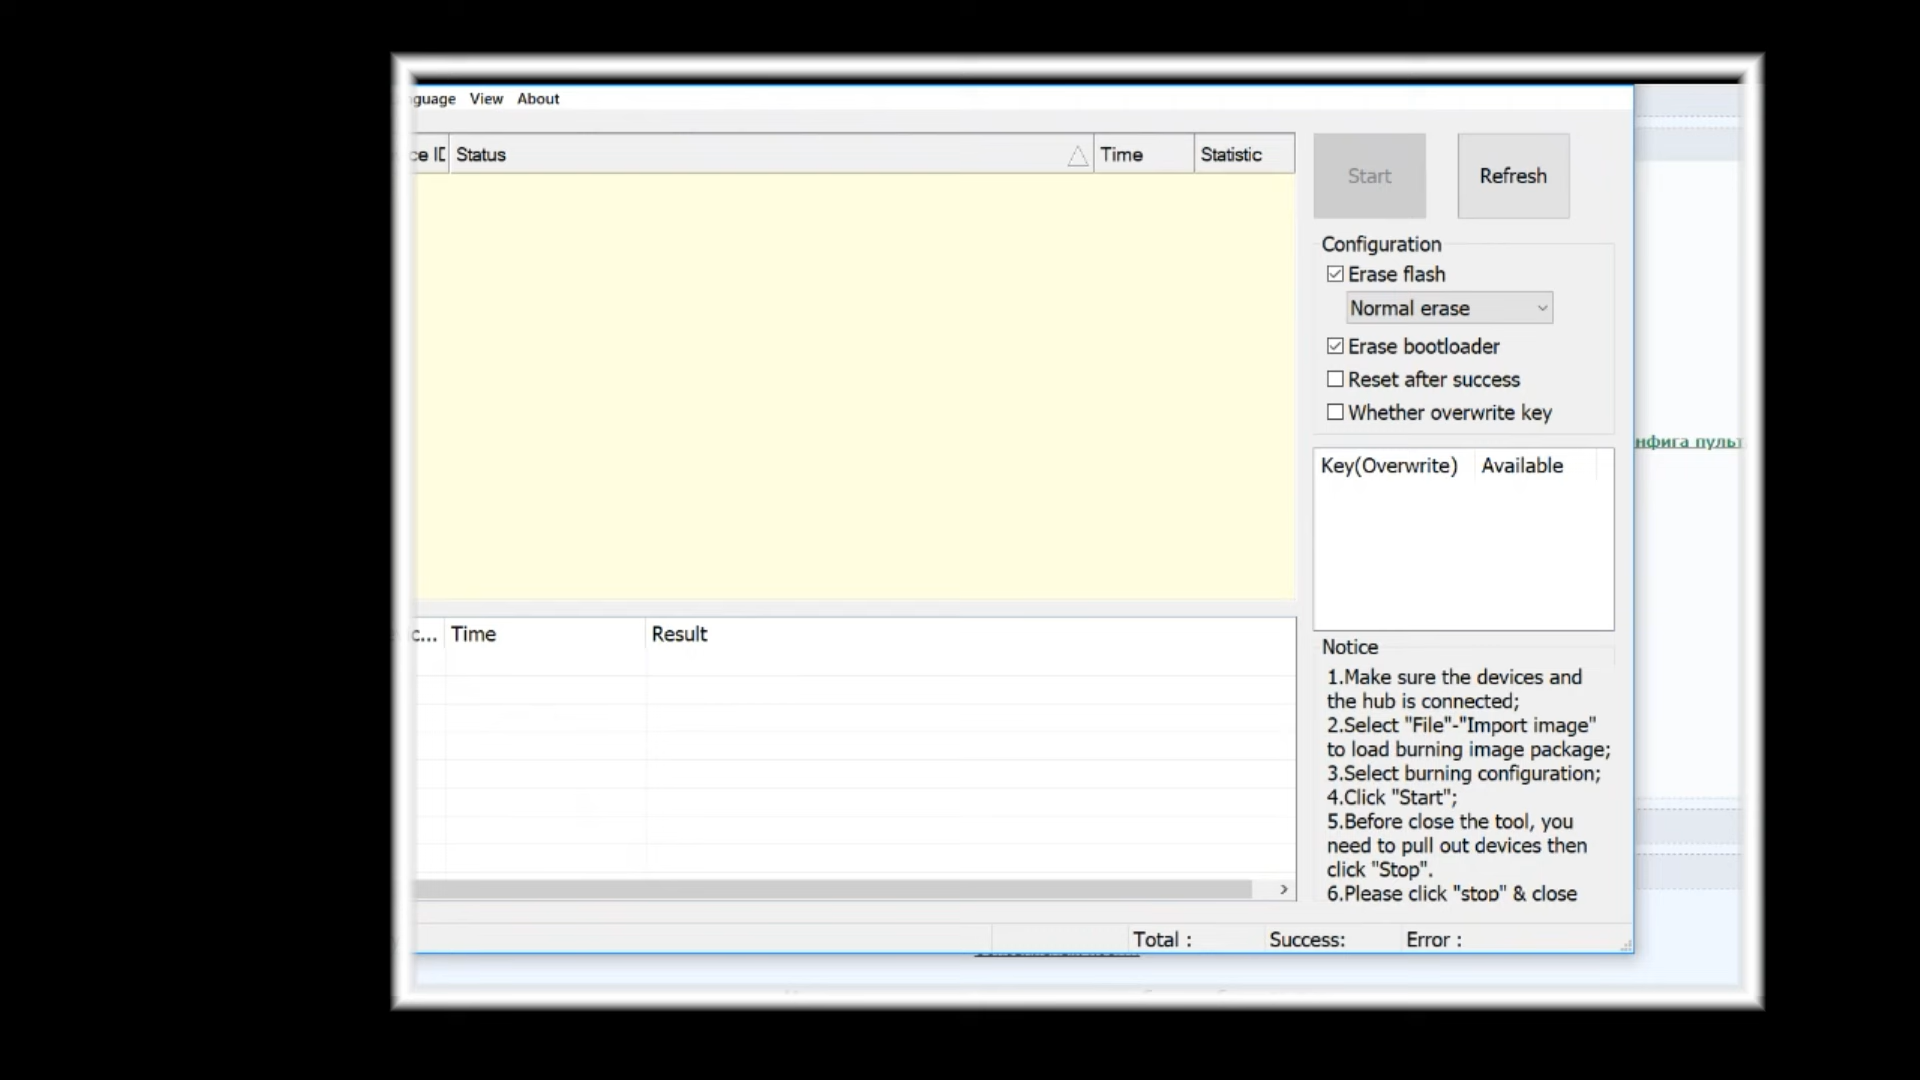 View About
Status Time Statistic
Start Refresh
Configuration
Erase flash
Normal erase
Erase bootloader
Reset after success
Whether overwrite key
Key(Overwrite) Available
Time Result
Notice
1.Make sure the devices and
the hub is connected;
2.Select "File"-"Import image"
to load burning image package;
3.Select burning configuration;
4.Click "Start";
5.Before close the tool, you
need to pull out devices then
click "Stop".
6.Please click "stop" & close
Total : Success: Error :